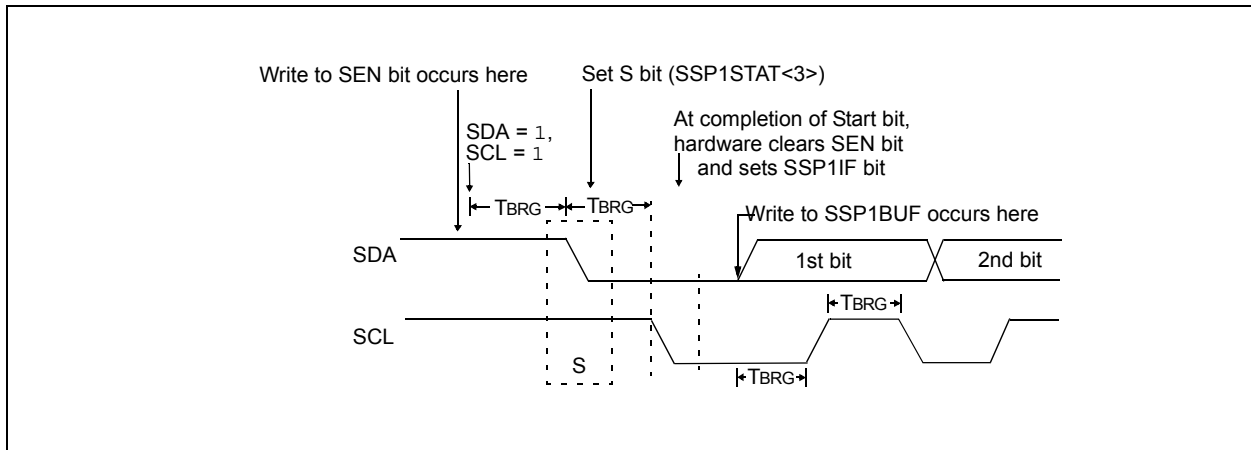 Write to SEN bit occurs here
Set S bit (SSP1STAT<3>)
SDA = 1,
SCL = 1
At completion of Start bit,
hardware clears SEN bit
and sets SSP1IF bit
TBRG
TBRG
Write to SSP1BUF occurs here
SDA
1st bit
2nd bit
TBRG
SCL
S
TBRG